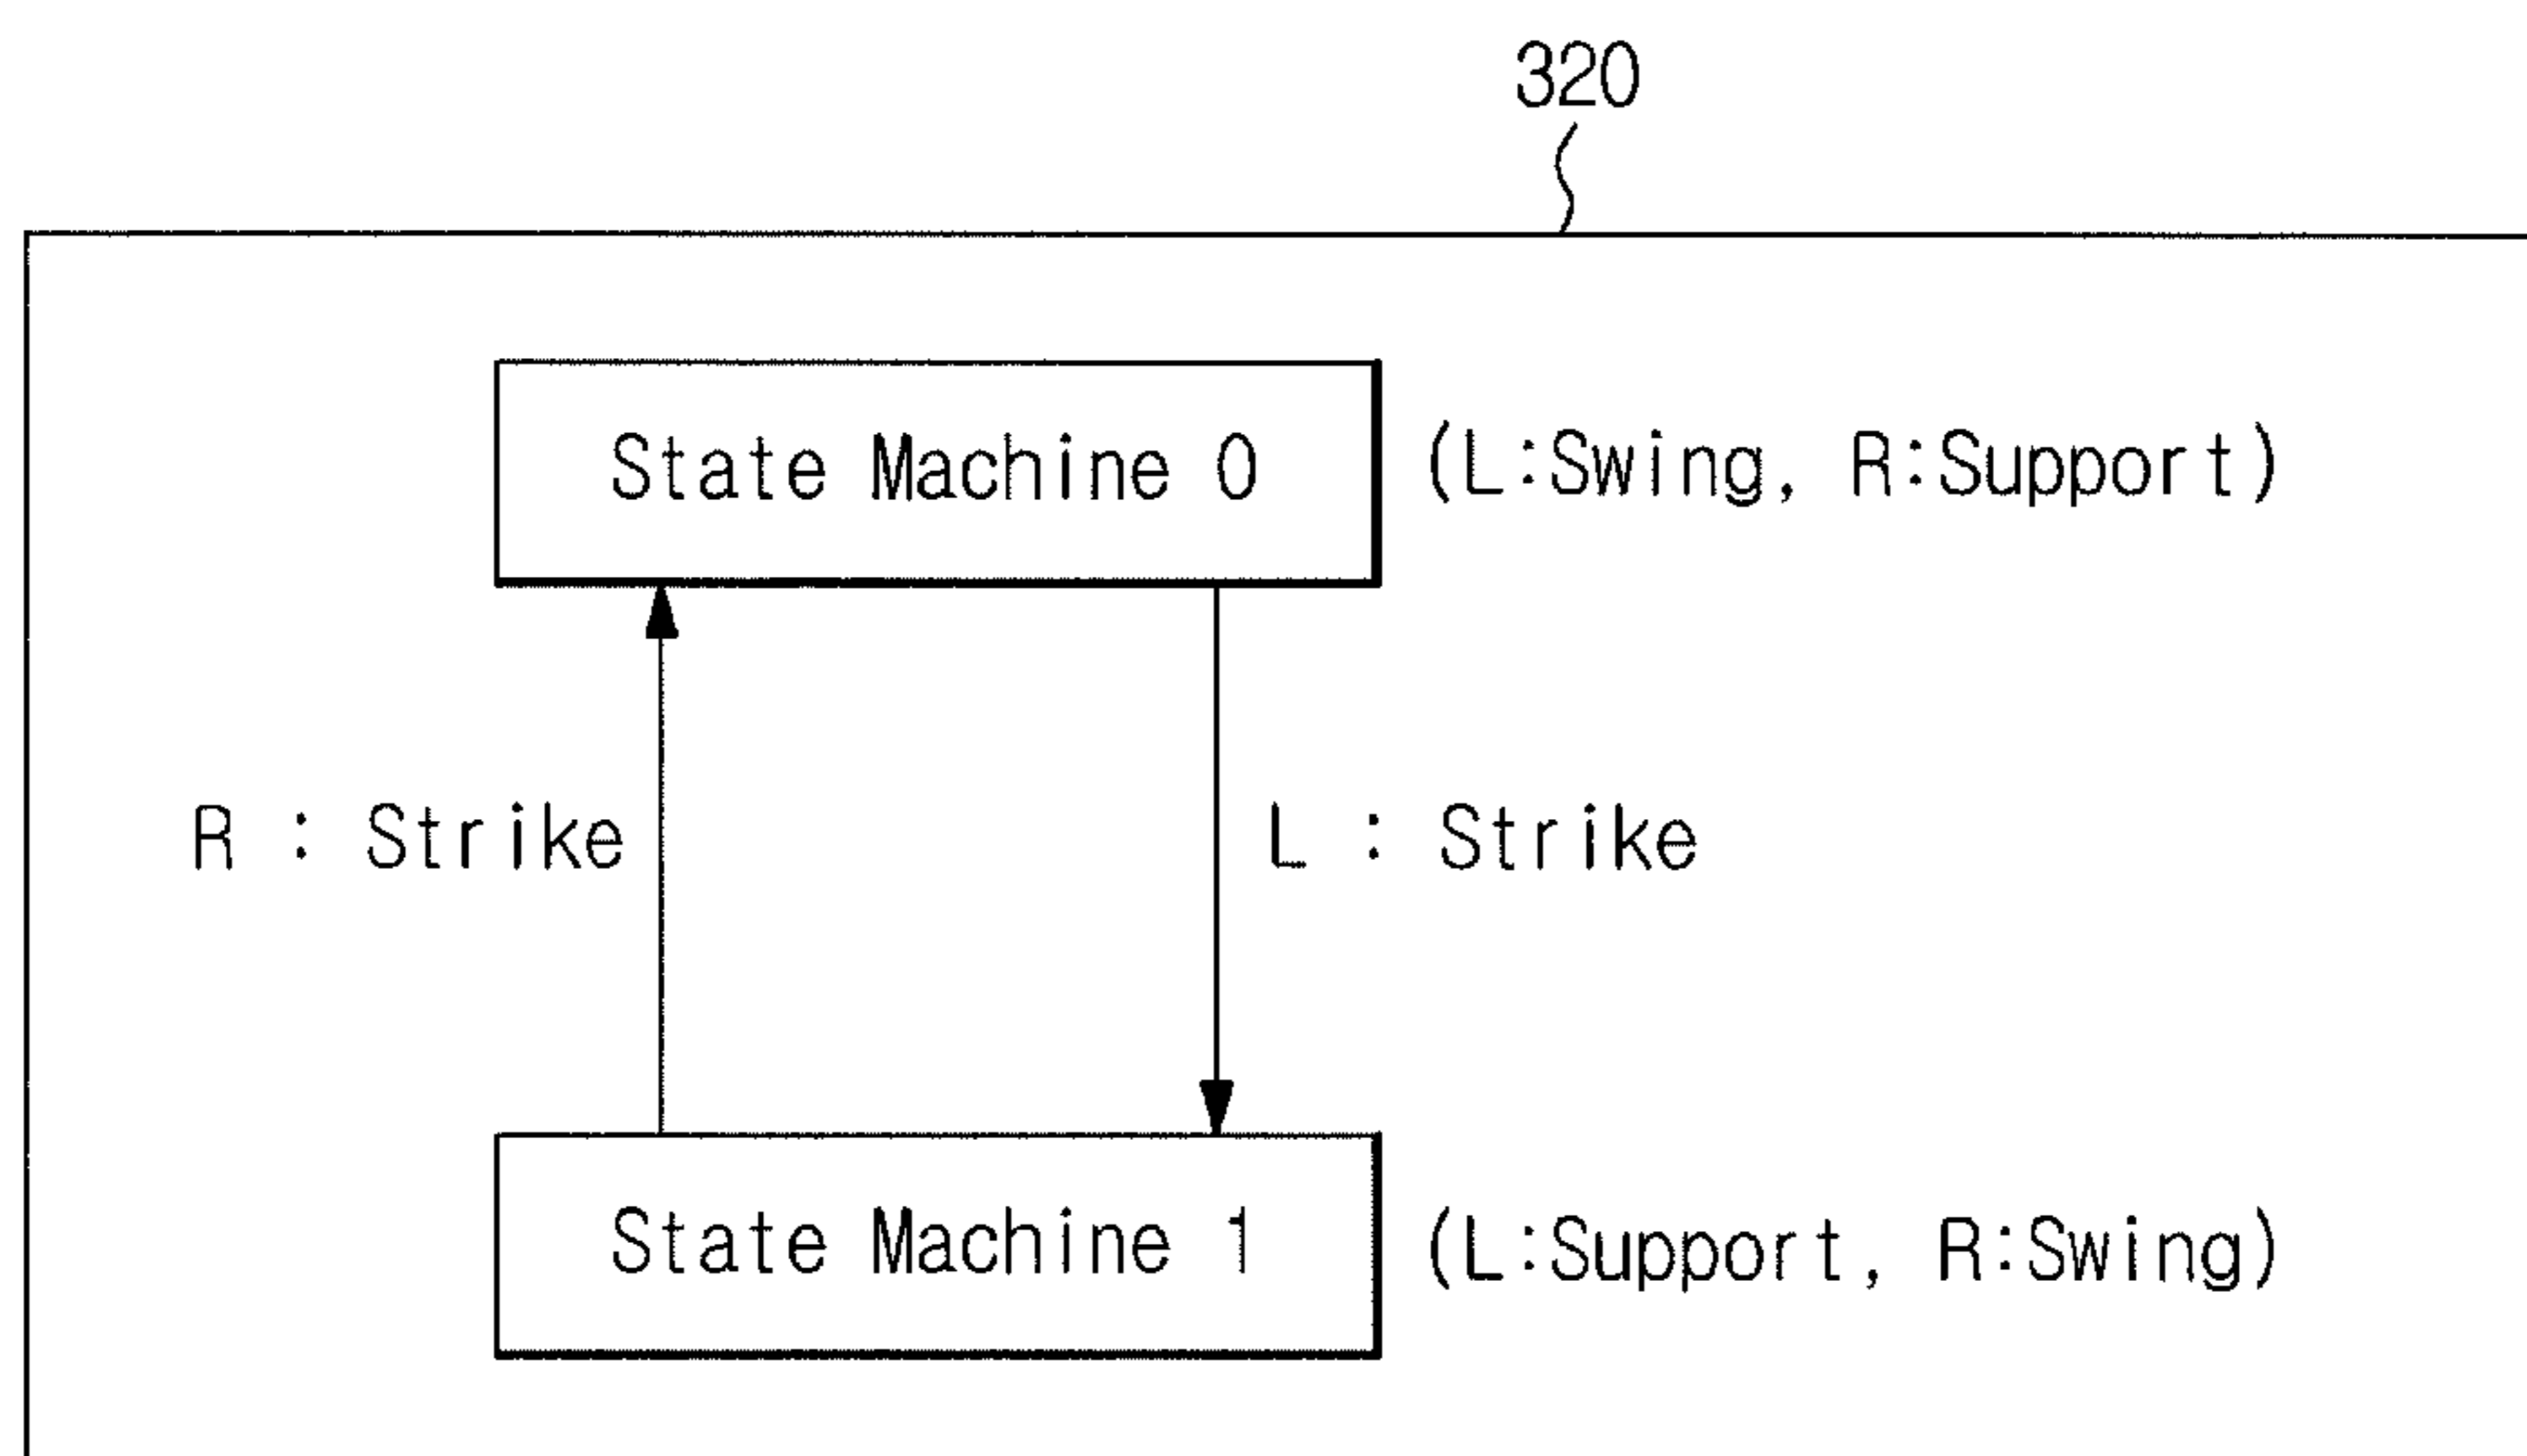 320
State Machine 0 (L:Swing, R:Support)
R : Strike L : Strike
State Machine 1 (L:Support, R:Swing)